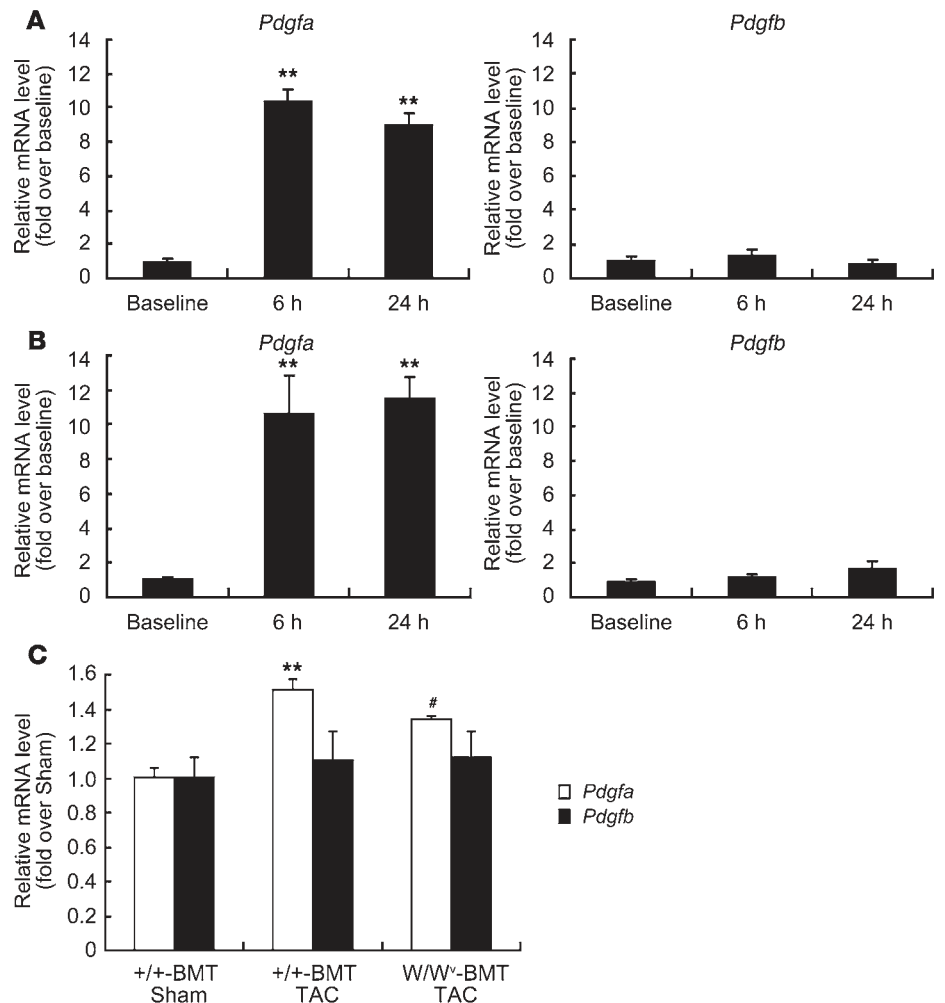 A
Pdgfa
Pdgfb
Relative mRNA level
(fold over baseline)
14
12
10
8
6
4
2
0
**
**
Baseline
6 h
24 h
Relative mRNA level
(fold over baseline)
14
12
10
8
6
4
2
0
Baseline
6 h
24 h
B
Pdgfa
Pdgfb
Relative mRNA level
(fold over baseline)
14
12
10
8
6
4
2
0
**
**
Baseline
6 h
24 h
Relative mRNA level
(fold over baseline)
14
12
10
8
6
4
2
0
Baseline
6 h
24 h
C
Relative mRNA level
(fold over Sham)
1.6
1.4
1.2
1.0
0.8
0.6
0.4
0.2
0
**
#
+/+-BMT
Sham
+/+-BMT
TAC
W/Wᵛ-BMT
TAC
Pdgfa
Pdgfb